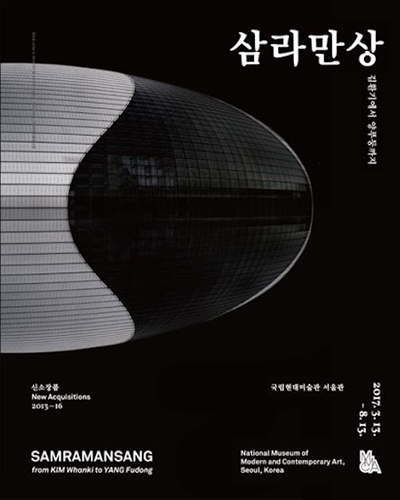 삼라만상
김환기에서 양푸둥까지
신소장품
New Acquisitions
2013–16
국립현대미술관 서울관
2017. 3. 13.
– 8. 13.
SAMRAMANSANG
from KIM Whanki to YANG Fudong
National Museum of
Modern and Contemporary Art,
Seoul, Korea
MMCA